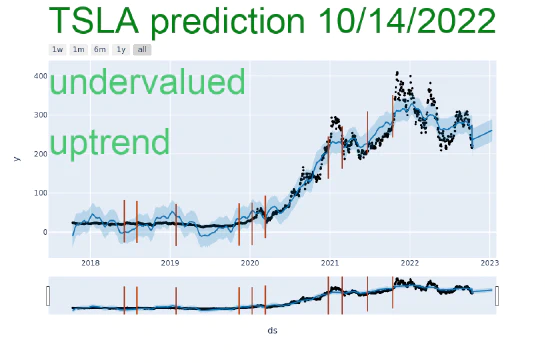 TSLA prediction 10/14/2022
1w 1m 6m 1y all
undervalued
uptrend
400
300
200
100
0
y
2018 2019 2020 2021 2022 2023
ds